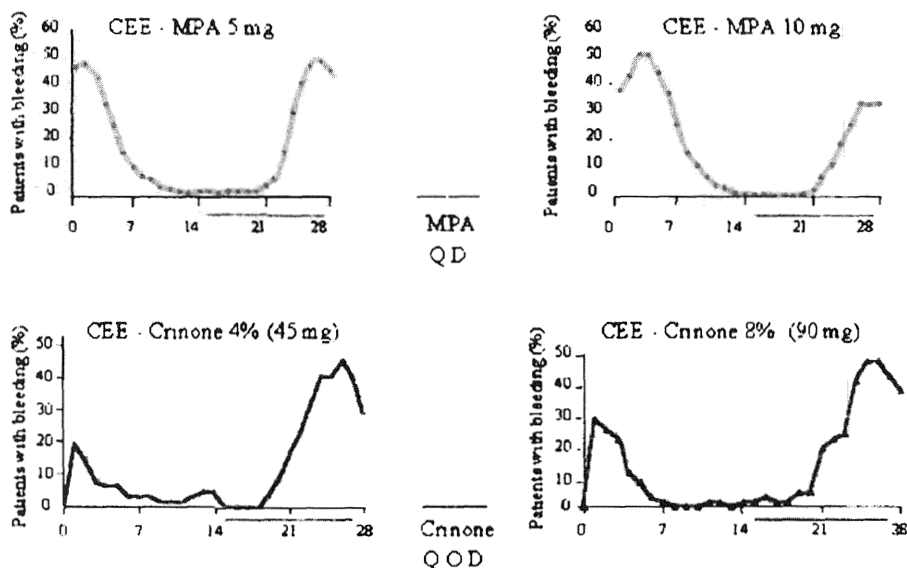 CEE - MPA 5 mg
Patients with bleeding (%)
60
50
40
30
20
10
0
0 7 14 21 28
MPA
QD
CEE - MPA 10 mg
Patients with bleeding (%)
60
50
40
30
20
10
0
0 7 14 22 28
CEE - Crinone 4% (45 mg)
Patients with bleeding (%)
50
40
30
20
10
0
0 7 14 21 28
Crinone
QOD
CEE - Crinone 8% (90 mg)
Patients with bleeding (%)
50
40
30
20
10
0
0 7 14 21 38